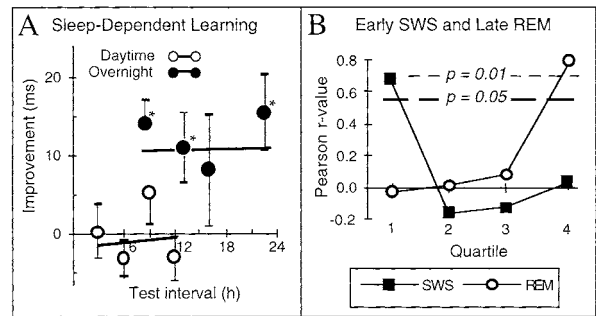 A Sleep-Dependent Learning
Daytime
Overnight
Improvement (ms)
20
10
0
*
*
*
6
12
18
24
Test interval (h)
B Early SWS and Late REM
Pearson r-value
0.8
0.6
0.4
0.2
0.0
-0.2
p = 0.01
p = 0.05
1 2 3 4
Quartile
SWS REM